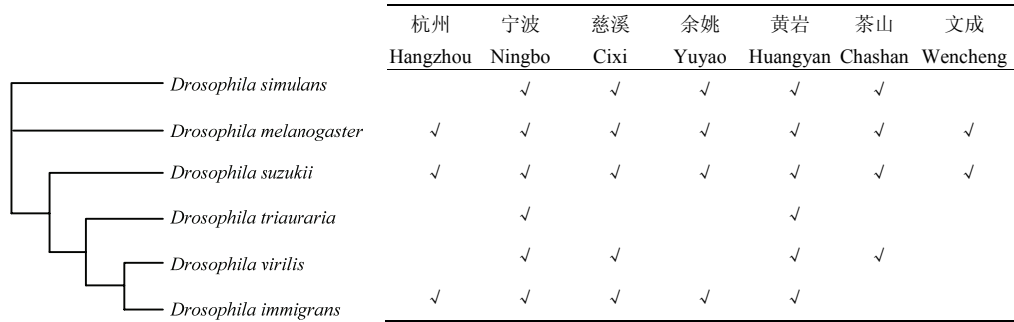 杭州 宁波 慈溪 余姚 黄岩 茶山 文成
Hangzhou Ningbo Cixi Yuyao Huangyan Chashan Wencheng
Drosophila simulans √ √ √ √ √
Drosophila melanogaster √ √ √ √ √ √ √
Drosophila suzukii √ √ √ √ √ √ √
Drosophila triauraria √ √
Drosophila virilis √ √ √ √
Drosophila immigrans √ √ √ √ √